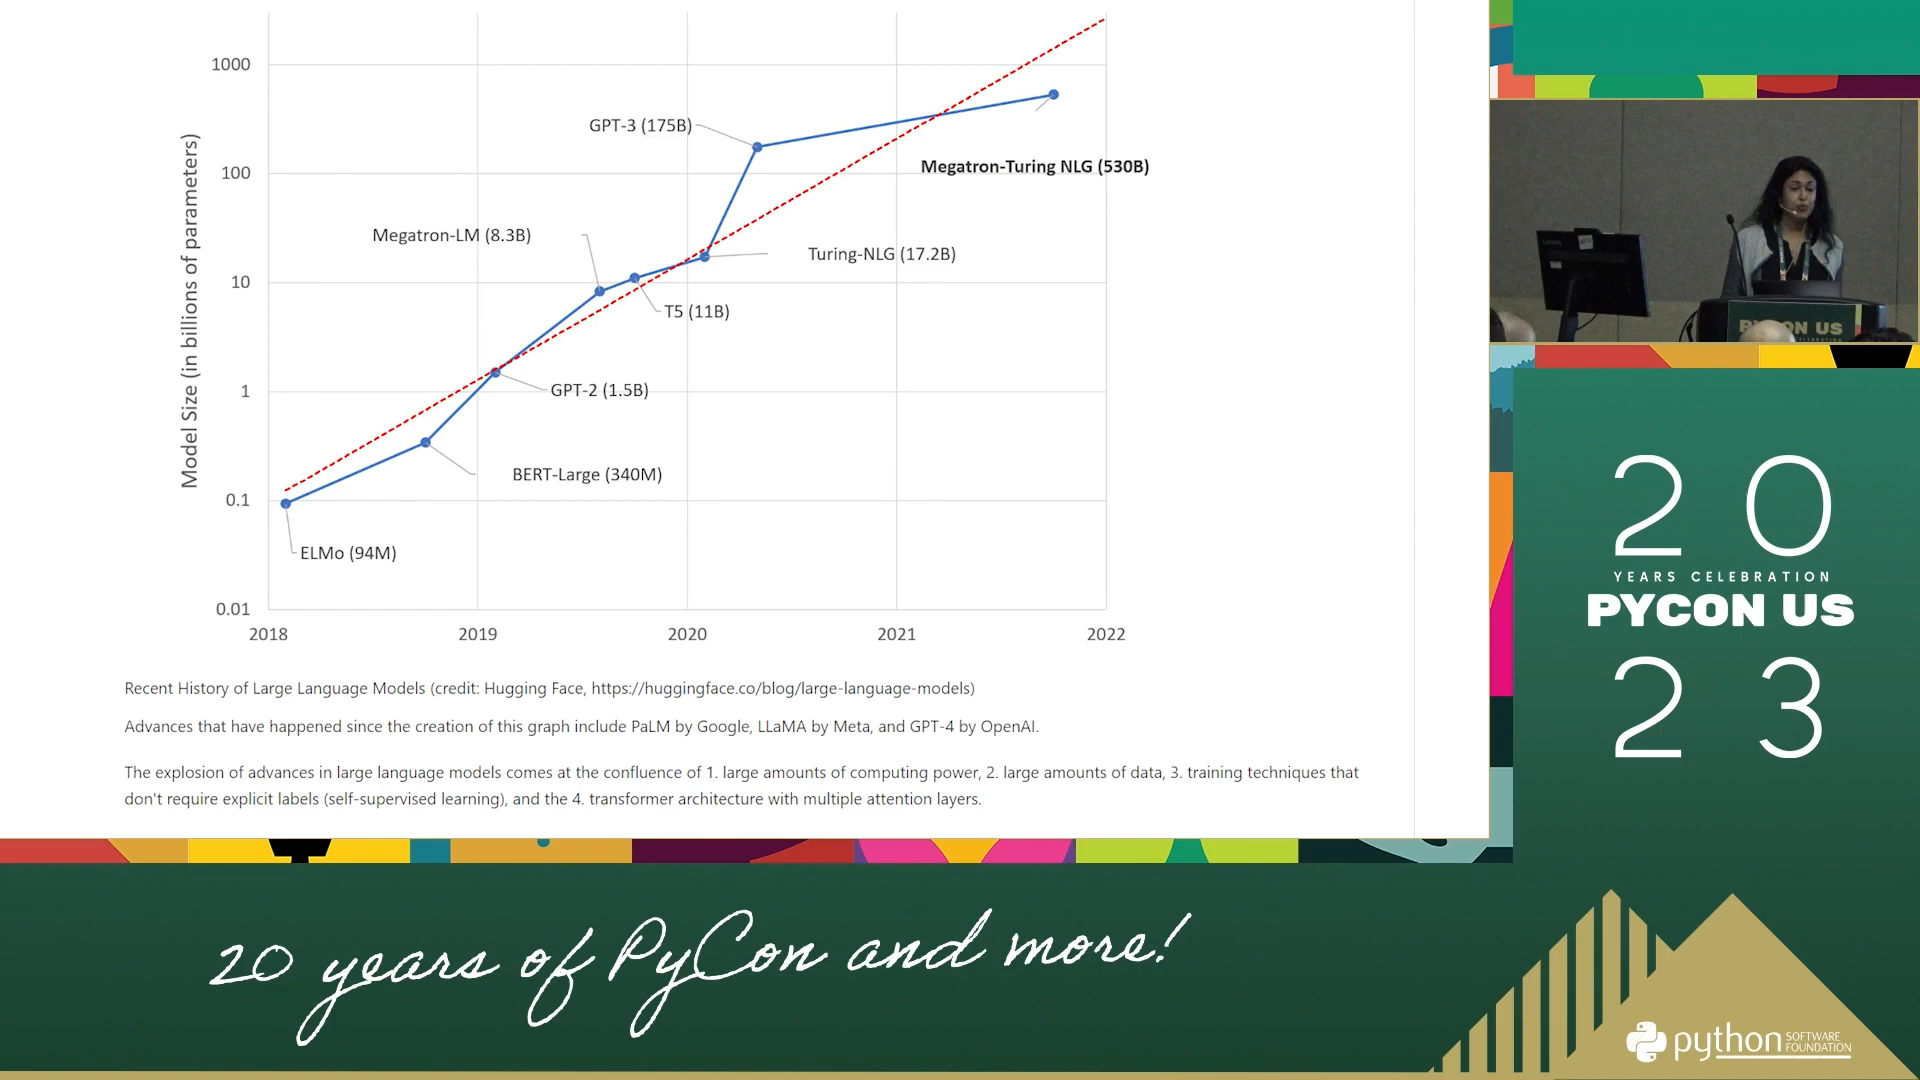 1000
GPT-3 (175B)
Megatron-Turing NLG (530B)
100
Megatron-LM (8.3B)
Turing-NLG (17.2B)
10
T5 (11B)
GPT-2 (1.5B)
1
BERT-Large (340M)
0.1
ELMo (94M)
0.01
Model Size (in billions of parameters)
2018 2019 2020 2021 2022
Recent History of Large Language Models (credit: Hugging Face, https://huggingface.co/blog/large-language-models)
Advances that have happened since the creation of this graph include PaLM by Google, LLaMA by Meta, and GPT-4 by OpenAI.
The explosion of advances in large language models comes at the confluence of 1. large amounts of computing power, 2. large amounts of data, 3. training techniques that
don't require explicit labels (self-supervised learning), and the 4. transformer architecture with multiple attention layers.
PYCON US
20
YEARS CELEBRATION
PYCON US
23
20 years of PyCon and more!
python SOFTWARE
FOUNDATION